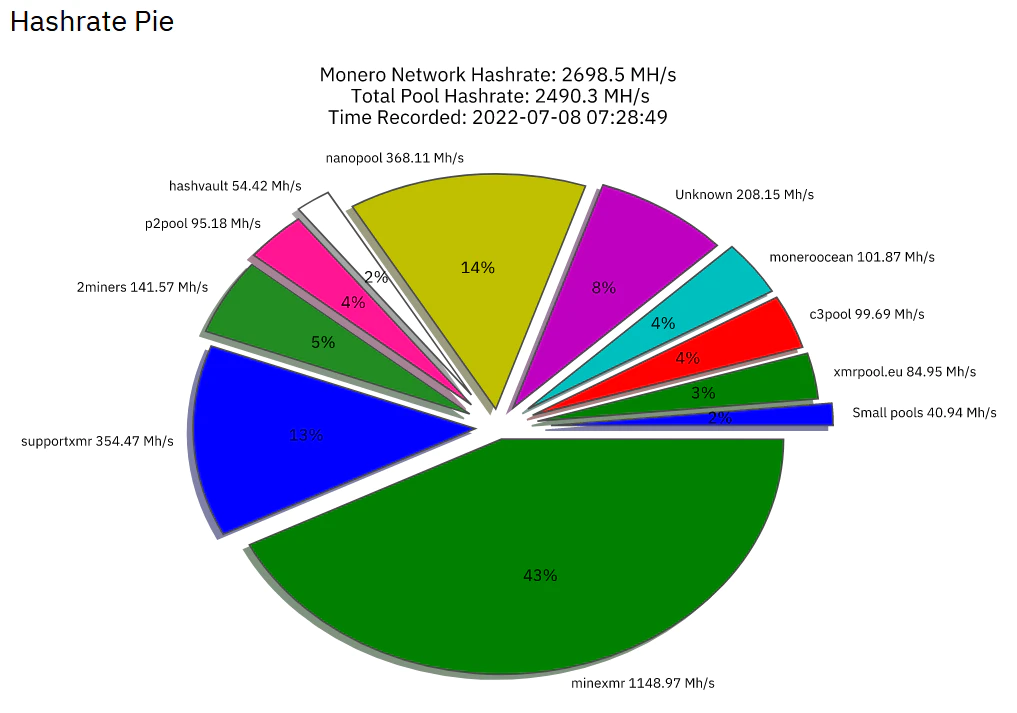 Hashrate Pie
Monero Network Hashrate: 2698.5 MH/s
Total Pool Hashrate: 2490.3 MH/s
Time Recorded: 2022-07-08 07:28:49
nanopool 368.11 Mh/s
hashvault 54.42 Mh/s
Unknown 208.15 Mh/s
p2pool 95.18 Mh/s
moneroocean 101.87 Mh/s
14%
2%
2miners 141.57 Mh/s
8%
4%
c3pool 99.69 Mh/s
4%
5%
4%
xmrpool.eu 84.95 Mh/s
3%
Small pools 40.94 Mh/s
2%
13%
supportxmr 354.47 Mh/s
43%
minexmr 1148.97 Mh/s